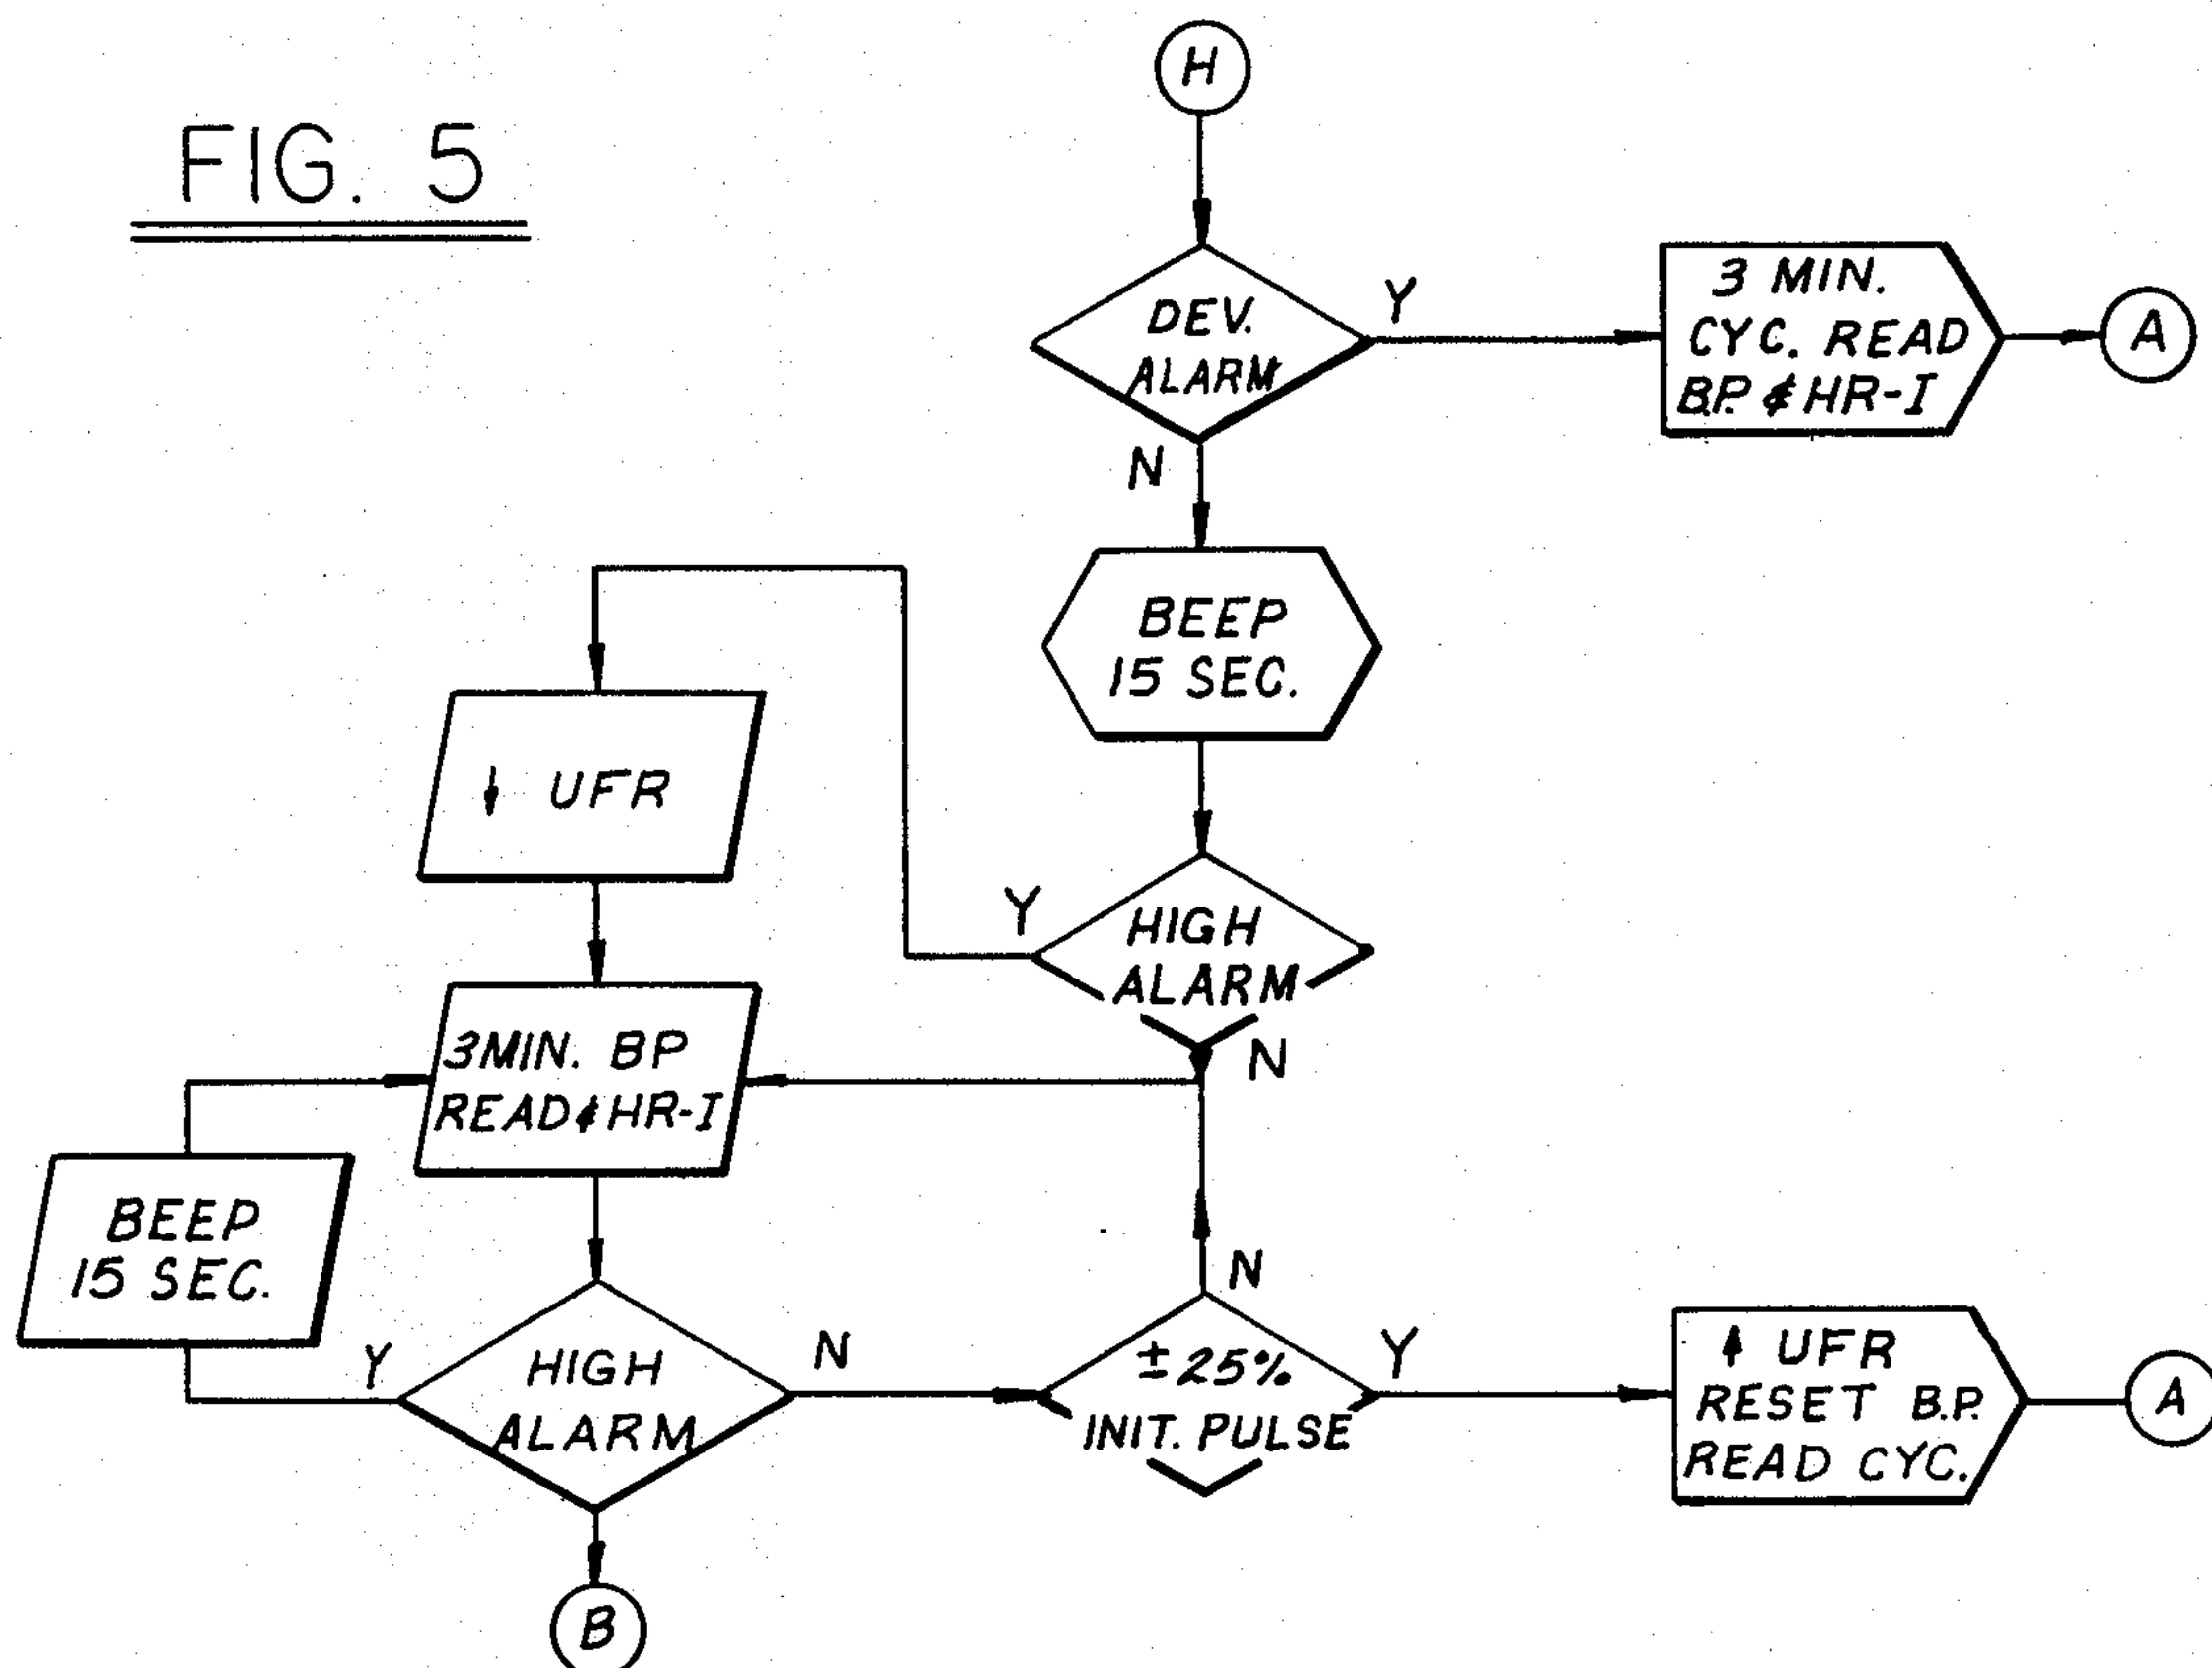 FIG. 5
H
DEV.
ALARM
Y
N
3 MIN.
CYC. READ
B.P. & HR-I
A
BEEP
15 SEC.
↓ UFR
HIGH
ALARM
Y
N
3MIN. BP
READ & HR-I
BEEP
15 SEC.
HIGH
ALARM
Y
N
± 25%
INIT. PULSE
N
Y
↑ UFR
RESET B.P.
READ CYC.
A
B